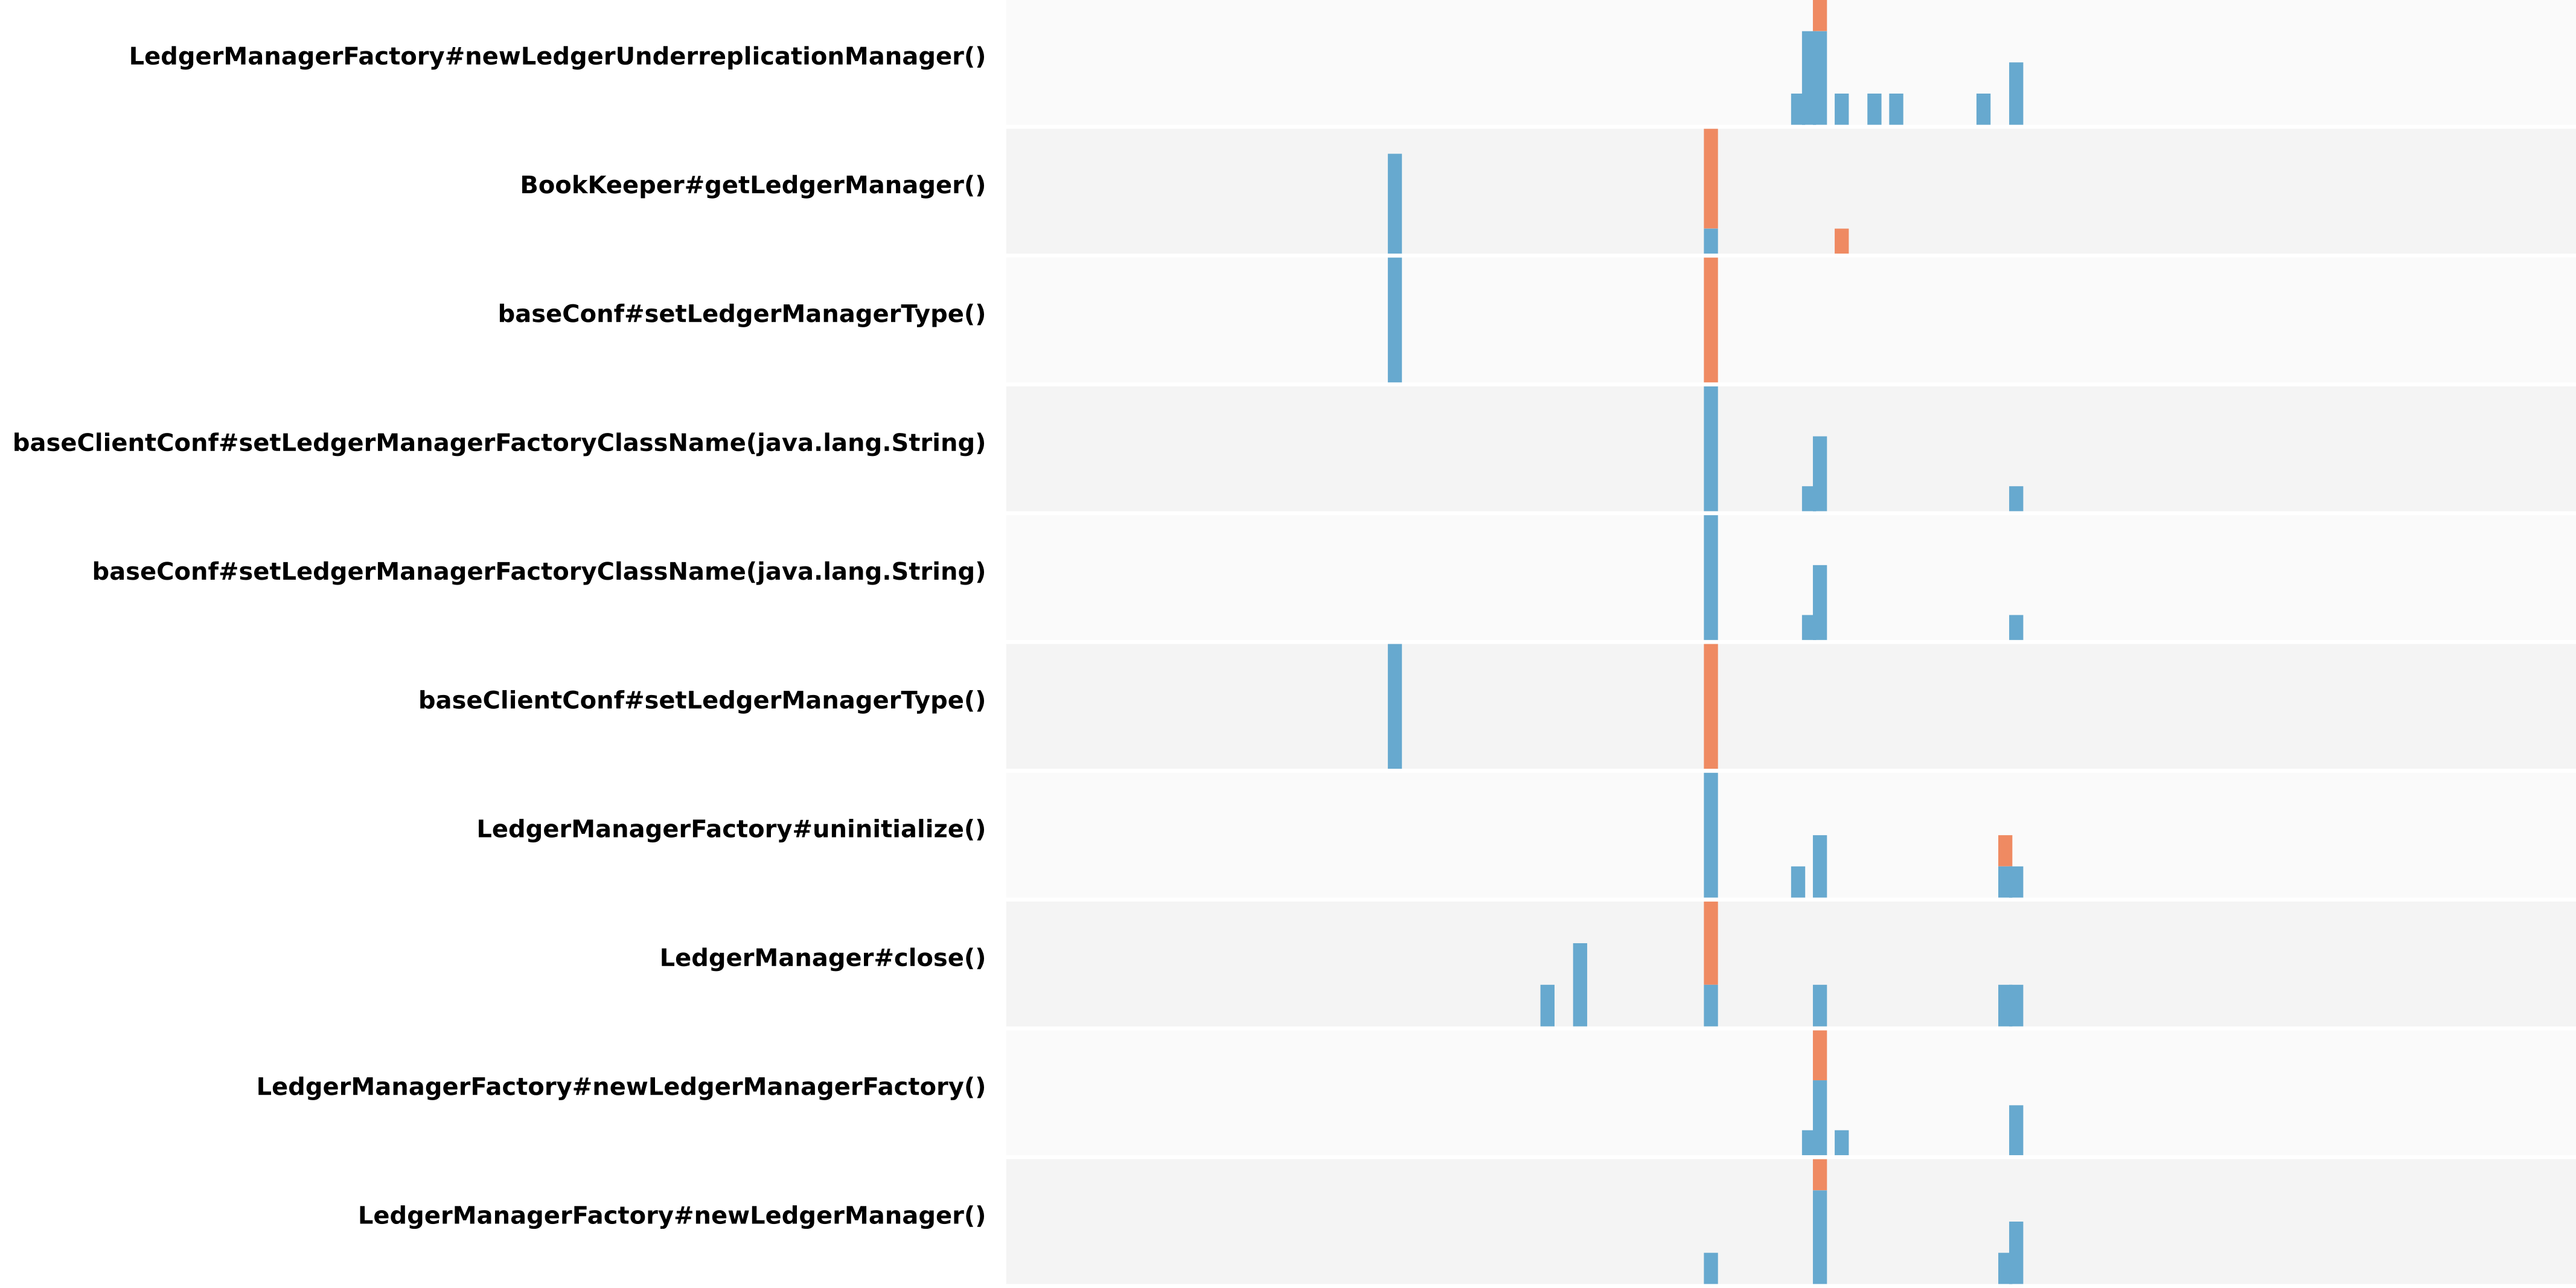 LedgerManagerFactory#newLedgerUnderreplicationManager()
BookKeeper#getLedgerManager()
baseConf#setLedgerManagerType()
baseClientConf#setLedgerManagerFactoryClassName(java.lang.String)
baseConf#setLedgerManagerFactoryClassName(java.lang.String)
baseClientConf#setLedgerManagerType()
LedgerManagerFactory#uninitialize()
LedgerManager#close()
LedgerManagerFactory#newLedgerManagerFactory()
LedgerManagerFactory#newLedgerManager()